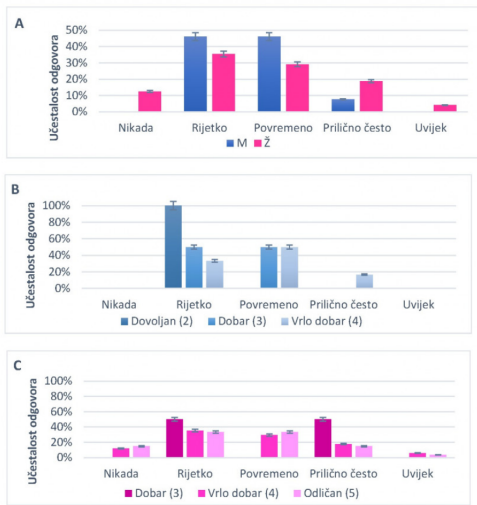 A
Učestalost odgovora
50%
40%
30%
20%
10%
0%
Nikada Rijetko Povremeno Prilično često Uvijek
M Ž
B
Učestalost odgovora
100%
80%
60%
40%
20%
0%
Nikada Rijetko Povremeno Prilično često Uvijek
Dovoljan (2) Dobar (3) Vrlo dobar (4)
C
Učestalost odgovora
100%
80%
60%
40%
20%
0%
Nikada Rijetko Povremeno Prilično često Uvijek
Dobar (3) Vrlo dobar (4) Odličan (5)